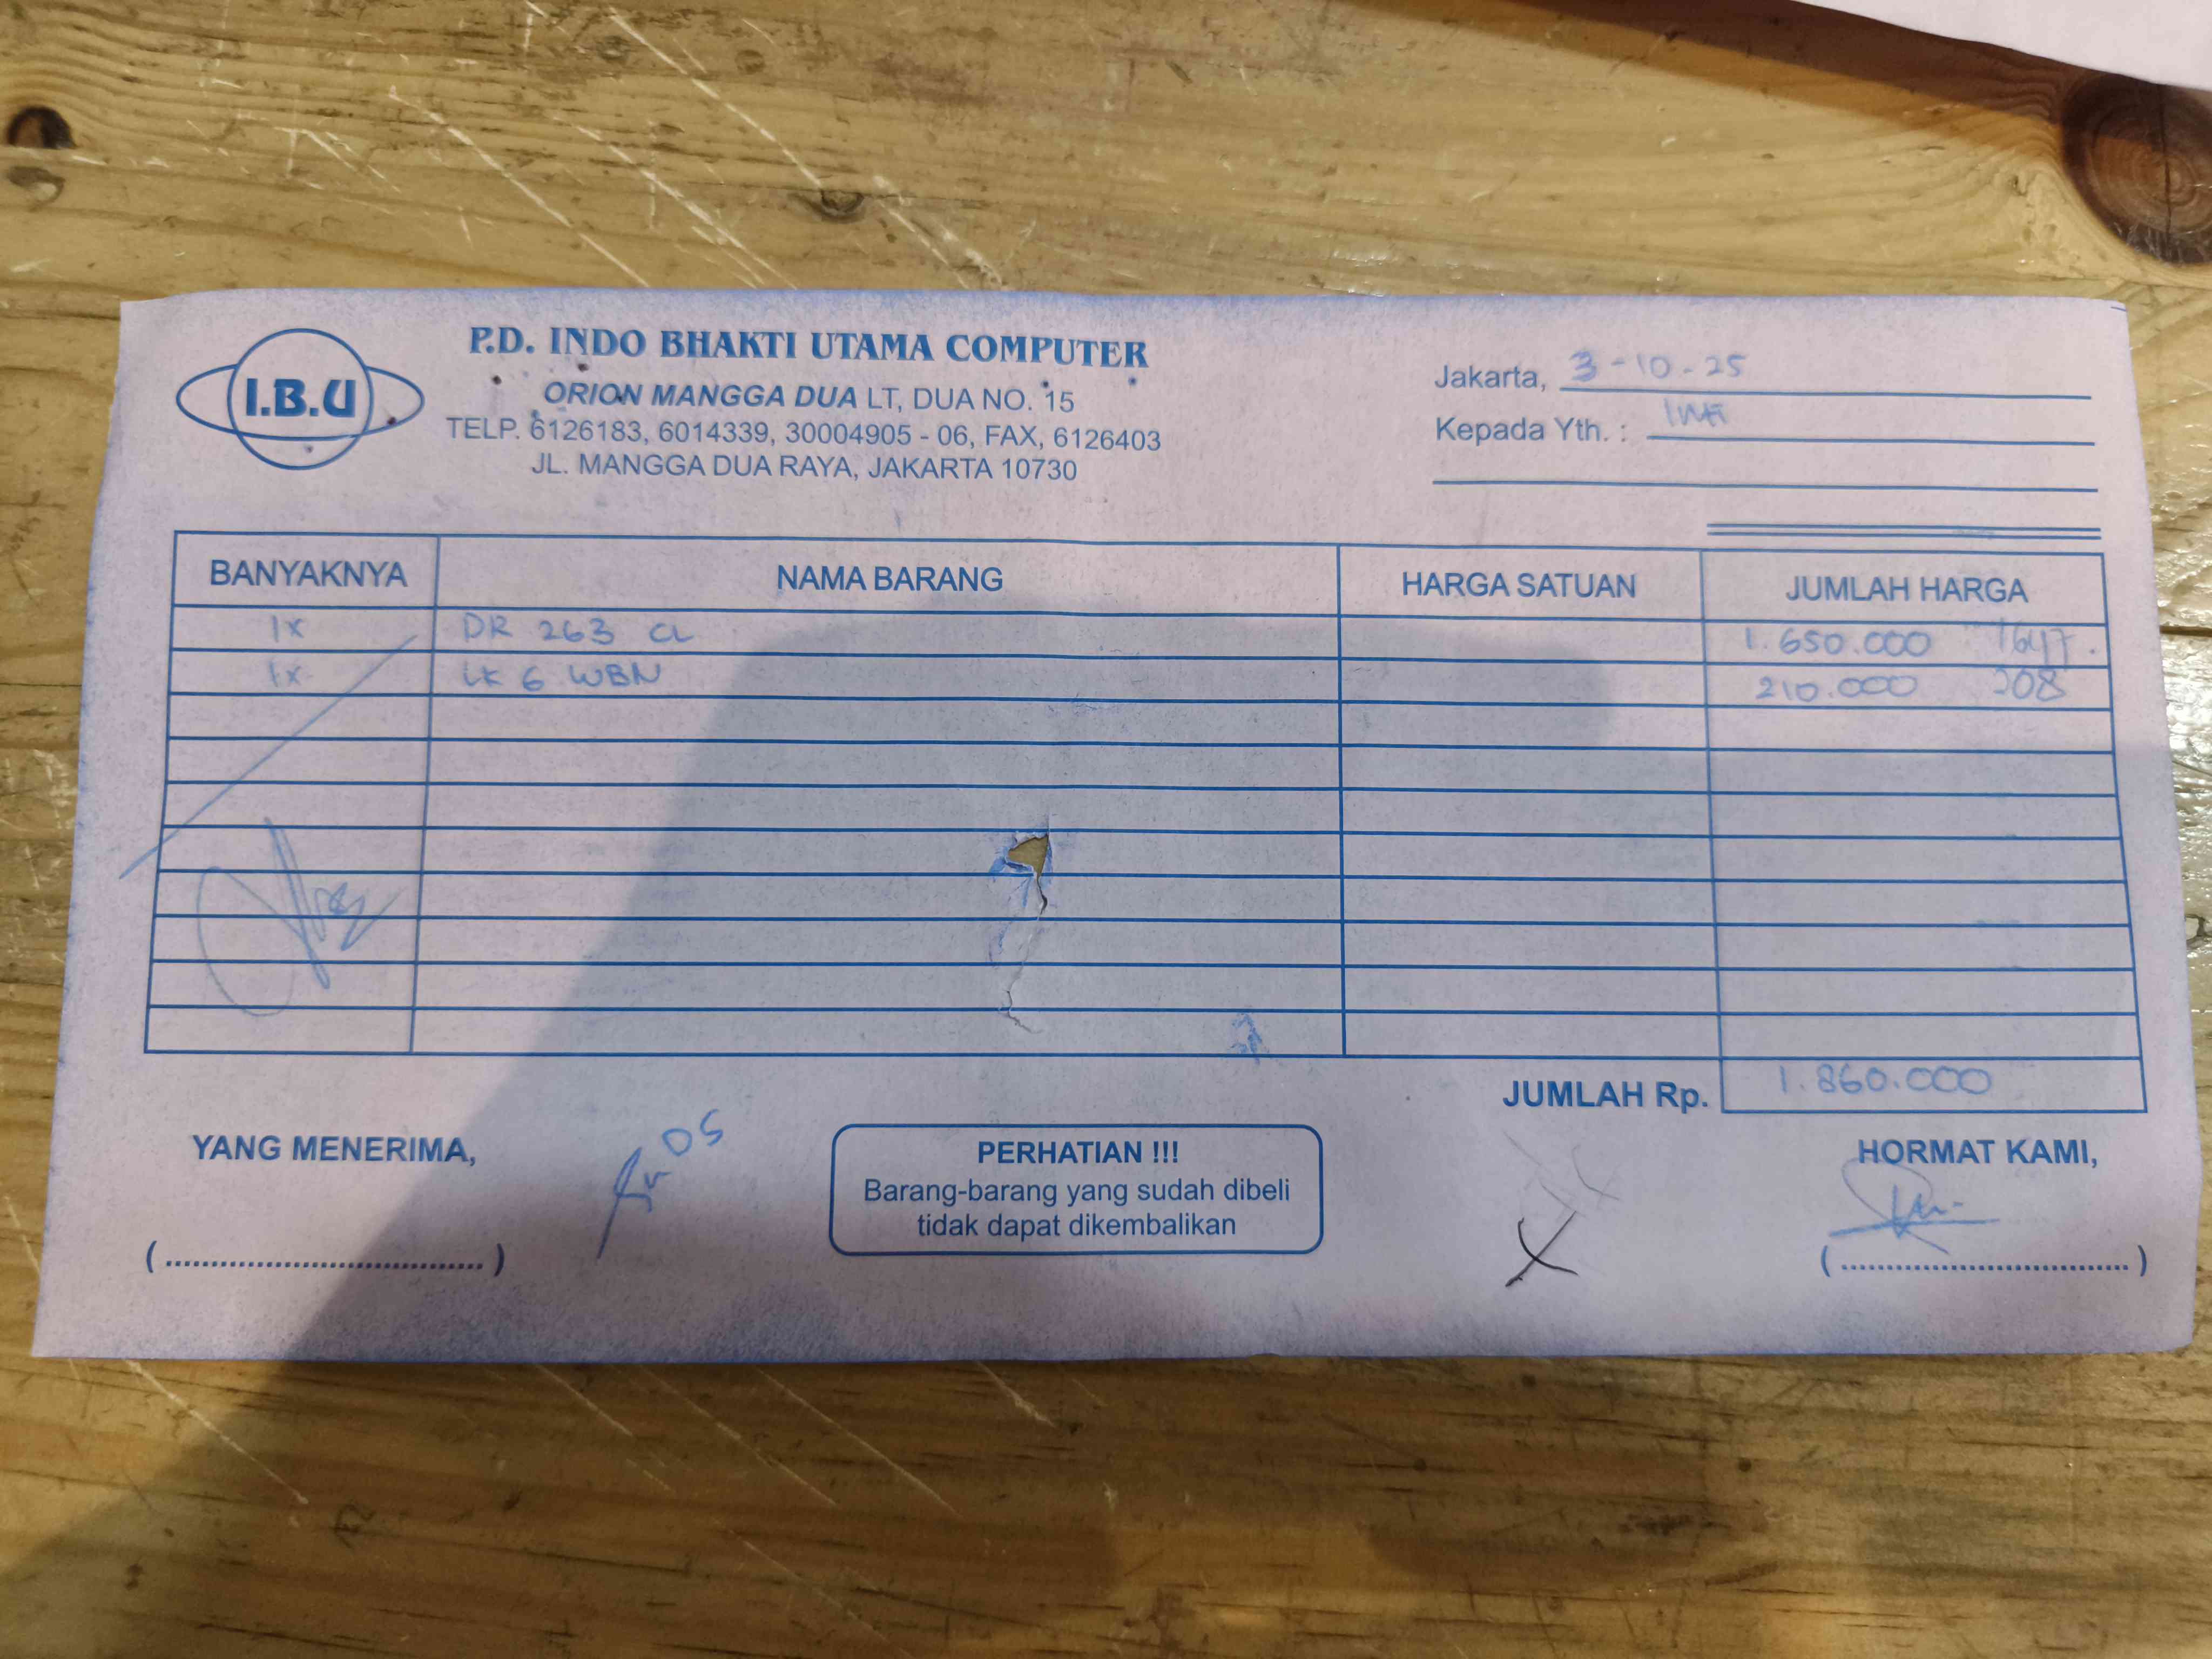 I.B.U
P.D. INDO BHAKTI UTAMA COMPUTER
ORION MANGGA DUA LT, DUA NO. 15
TELP. 6126183, 6014339, 30004905 - 06, FAX, 6126403
JL. MANGGA DUA RAYA, JAKARTA 10730
Jakarta, 3-10-25
Kepada Yth. :
BANYAKNYA NAMA BARANG HARGA SATUAN JUMLAH HARGA
1x DR 263 CL 1.650.000 1647.
1x LK 6 WBN 210.000 208
JUMLAH Rp. 1.860.000
YANG MENERIMA,
PERHATIAN !!!
Barang-barang yang sudah dibeli
tidak dapat dikembalikan
HORMAT KAMI,
(....................................)
(....................................)